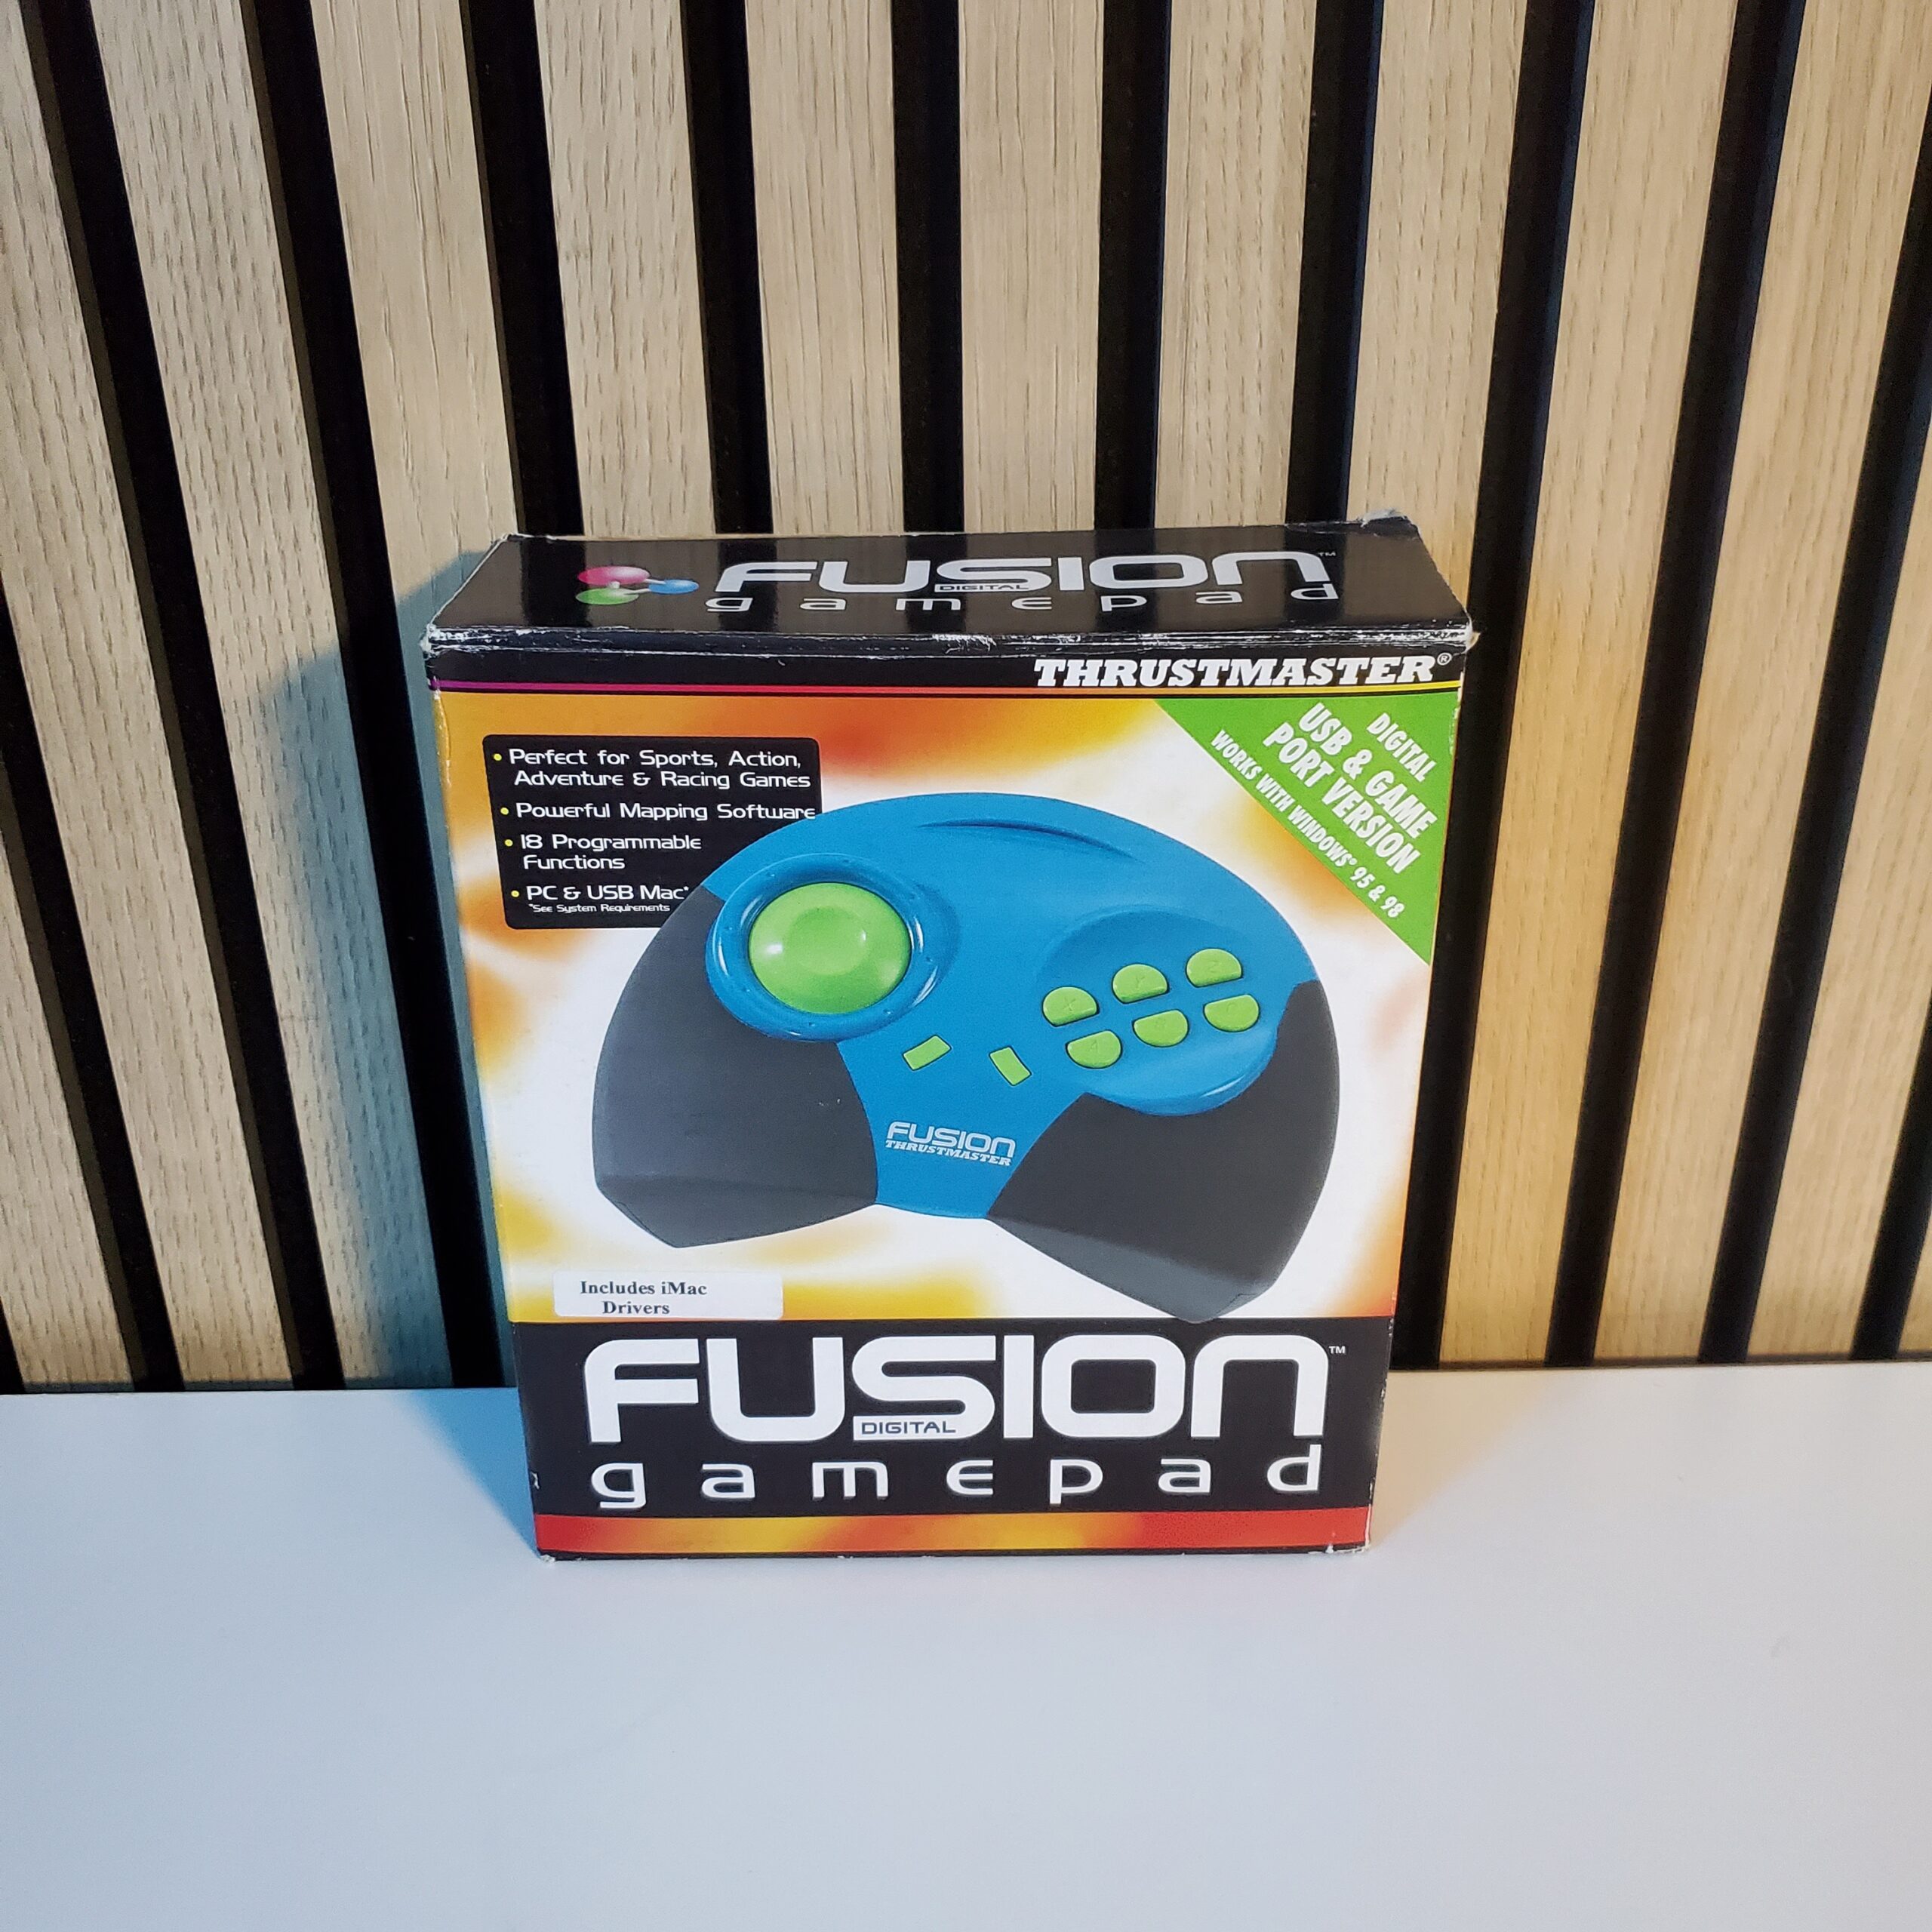 FUSION™
DIGITAL
gamepad
THRUSTMASTER®
• Perfect for Sports, Action,
Adventure & Racing Games
• Powerful Mapping Software
• 18 Programmable
Functions
• PC & USB Mac*
*See System Requirements
DIGITAL
USB & GAME
PORT VERSION
WORKS WITH WINDOWS® 95 & 98
FUSION
THRUSTMASTER
Includes iMac
Drivers
FUSION™
DIGITAL
gamepad